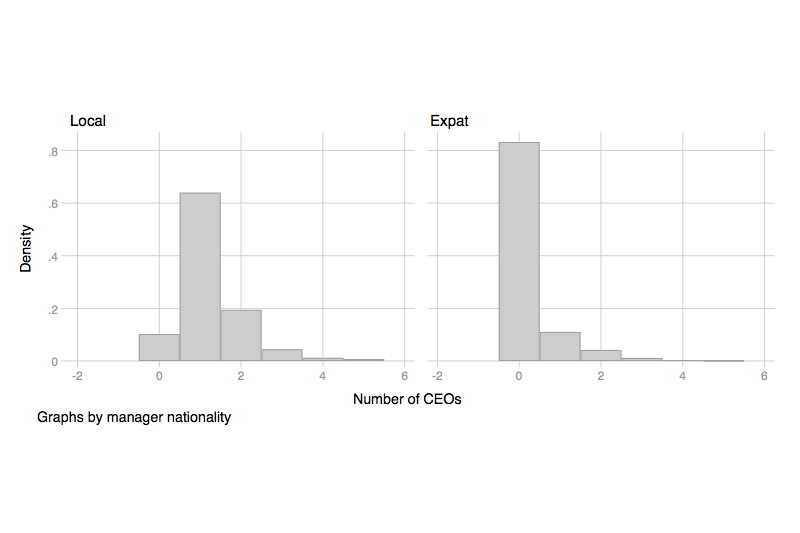 Local
Expat
Density
.8
.6
.4
.2
0
-2 0 2 4 6
-2 0 2 4 6
Number of CEOs
Graphs by manager nationality